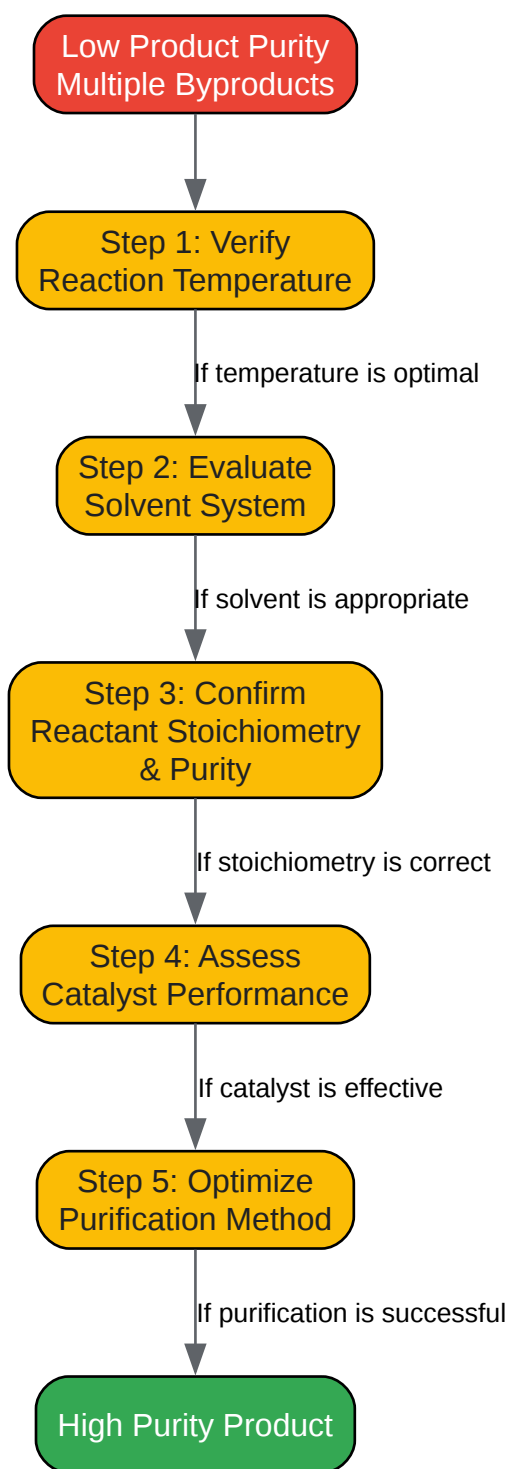 Low Product Purity
Multiple Byproducts
Step 1: Verify
Reaction Temperature
If temperature is optimal
Step 2: Evaluate
Solvent System
If solvent is appropriate
Step 3: Confirm
Reactant Stoichiometry
& Purity
If stoichiometry is correct
Step 4: Assess
Catalyst Performance
If catalyst is effective
Step 5: Optimize
Purification Method
If purification is successful
High Purity Product